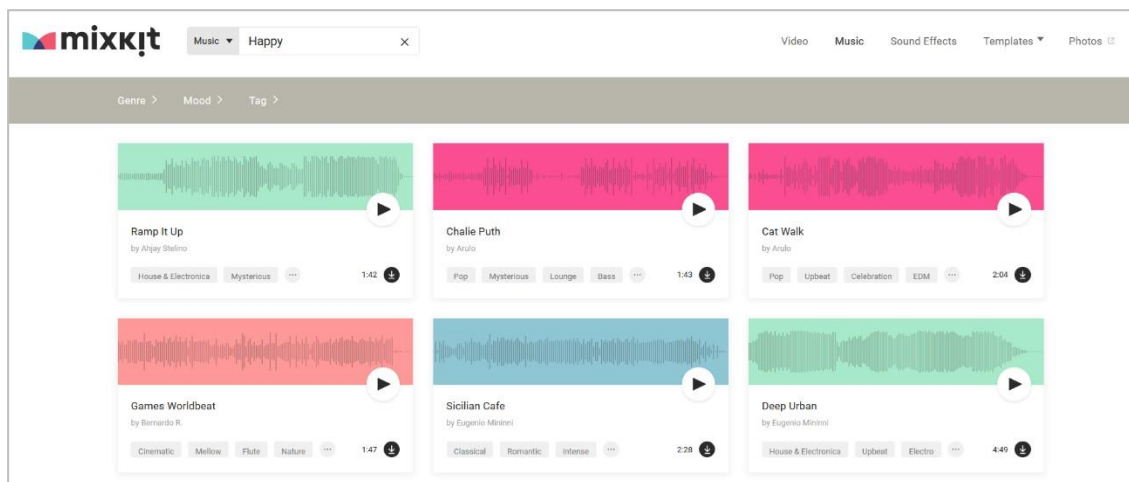 mixkit Music Happy Video Music Sound Effects Templates Photos
Genre Mood Tag
Ramp It Up
by Ahjay Stelino
House & Electronica Mysterious ... 1:42
Chalie Puth
by Arulo
Pop Mysterious Lounge Bass ... 1:43
Cat Walk
by Arulo
Pop Upbeat Celebration EDM ... 2:04
Games Worldbeat
by Bernardo R.
Cinematic Mellow Flute Nature ... 1:47
Sicilian Cafe
by Eugenio Mininni
Classical Romantic Intense ... 2:28
Deep Urban
by Eugenio Mininni
House & Electronica Upbeat Electro ... 4:49